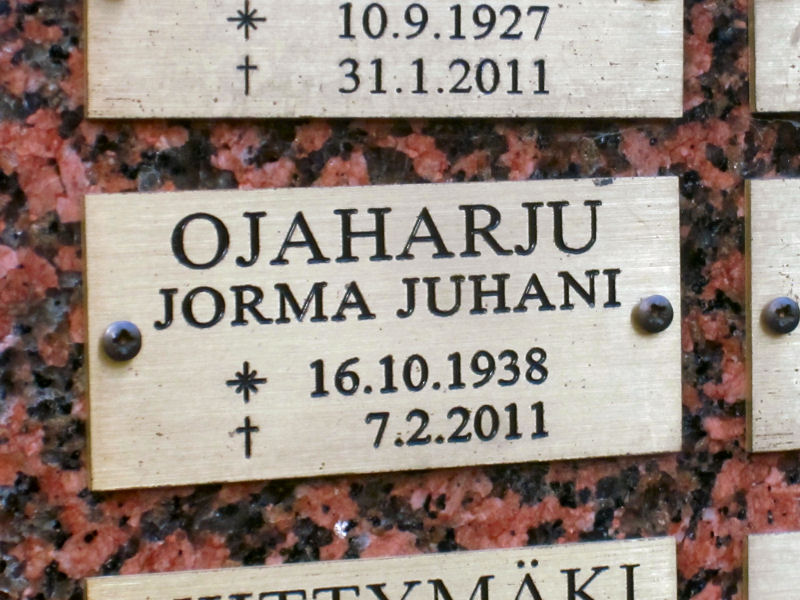 * 10.9.1927
† 31.1.2011
OJAHARJU
JORMA JUHANI
* 16.10.1938
† 7.2.2011